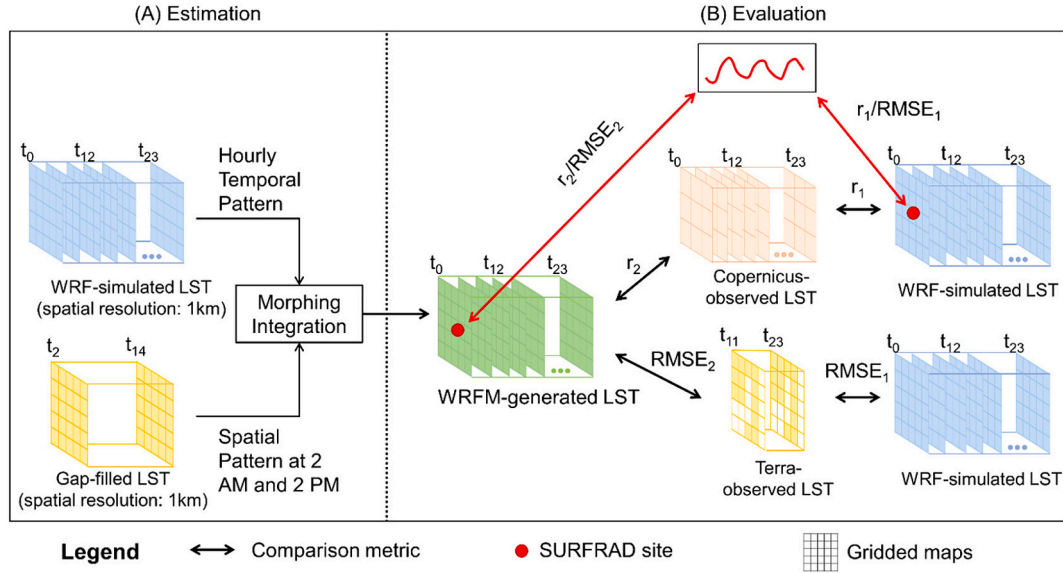 (A) Estimation
(B) Evaluation
t0 t12 t23
Hourly
Temporal
Pattern
WRF-simulated LST
(spatial resolution: 1km)
Morphing
Integration
t2 t14
Spatial
Pattern at 2
AM and 2 PM
Gap-filled LST
(spatial resolution: 1km)
t0 t12 t23
WRFM-generated LST
r2/RMSE2
r1/RMSE1
r2
t0 t12 t23
Copernicus-
observed LST
r1
t0 t12 t23
WRF-simulated LST
RMSE2
t11 t23
Terra-
observed LST
RMSE1
t0 t12 t23
WRF-simulated LST
Legend
Comparison metric
SURFRAD site
Gridded maps